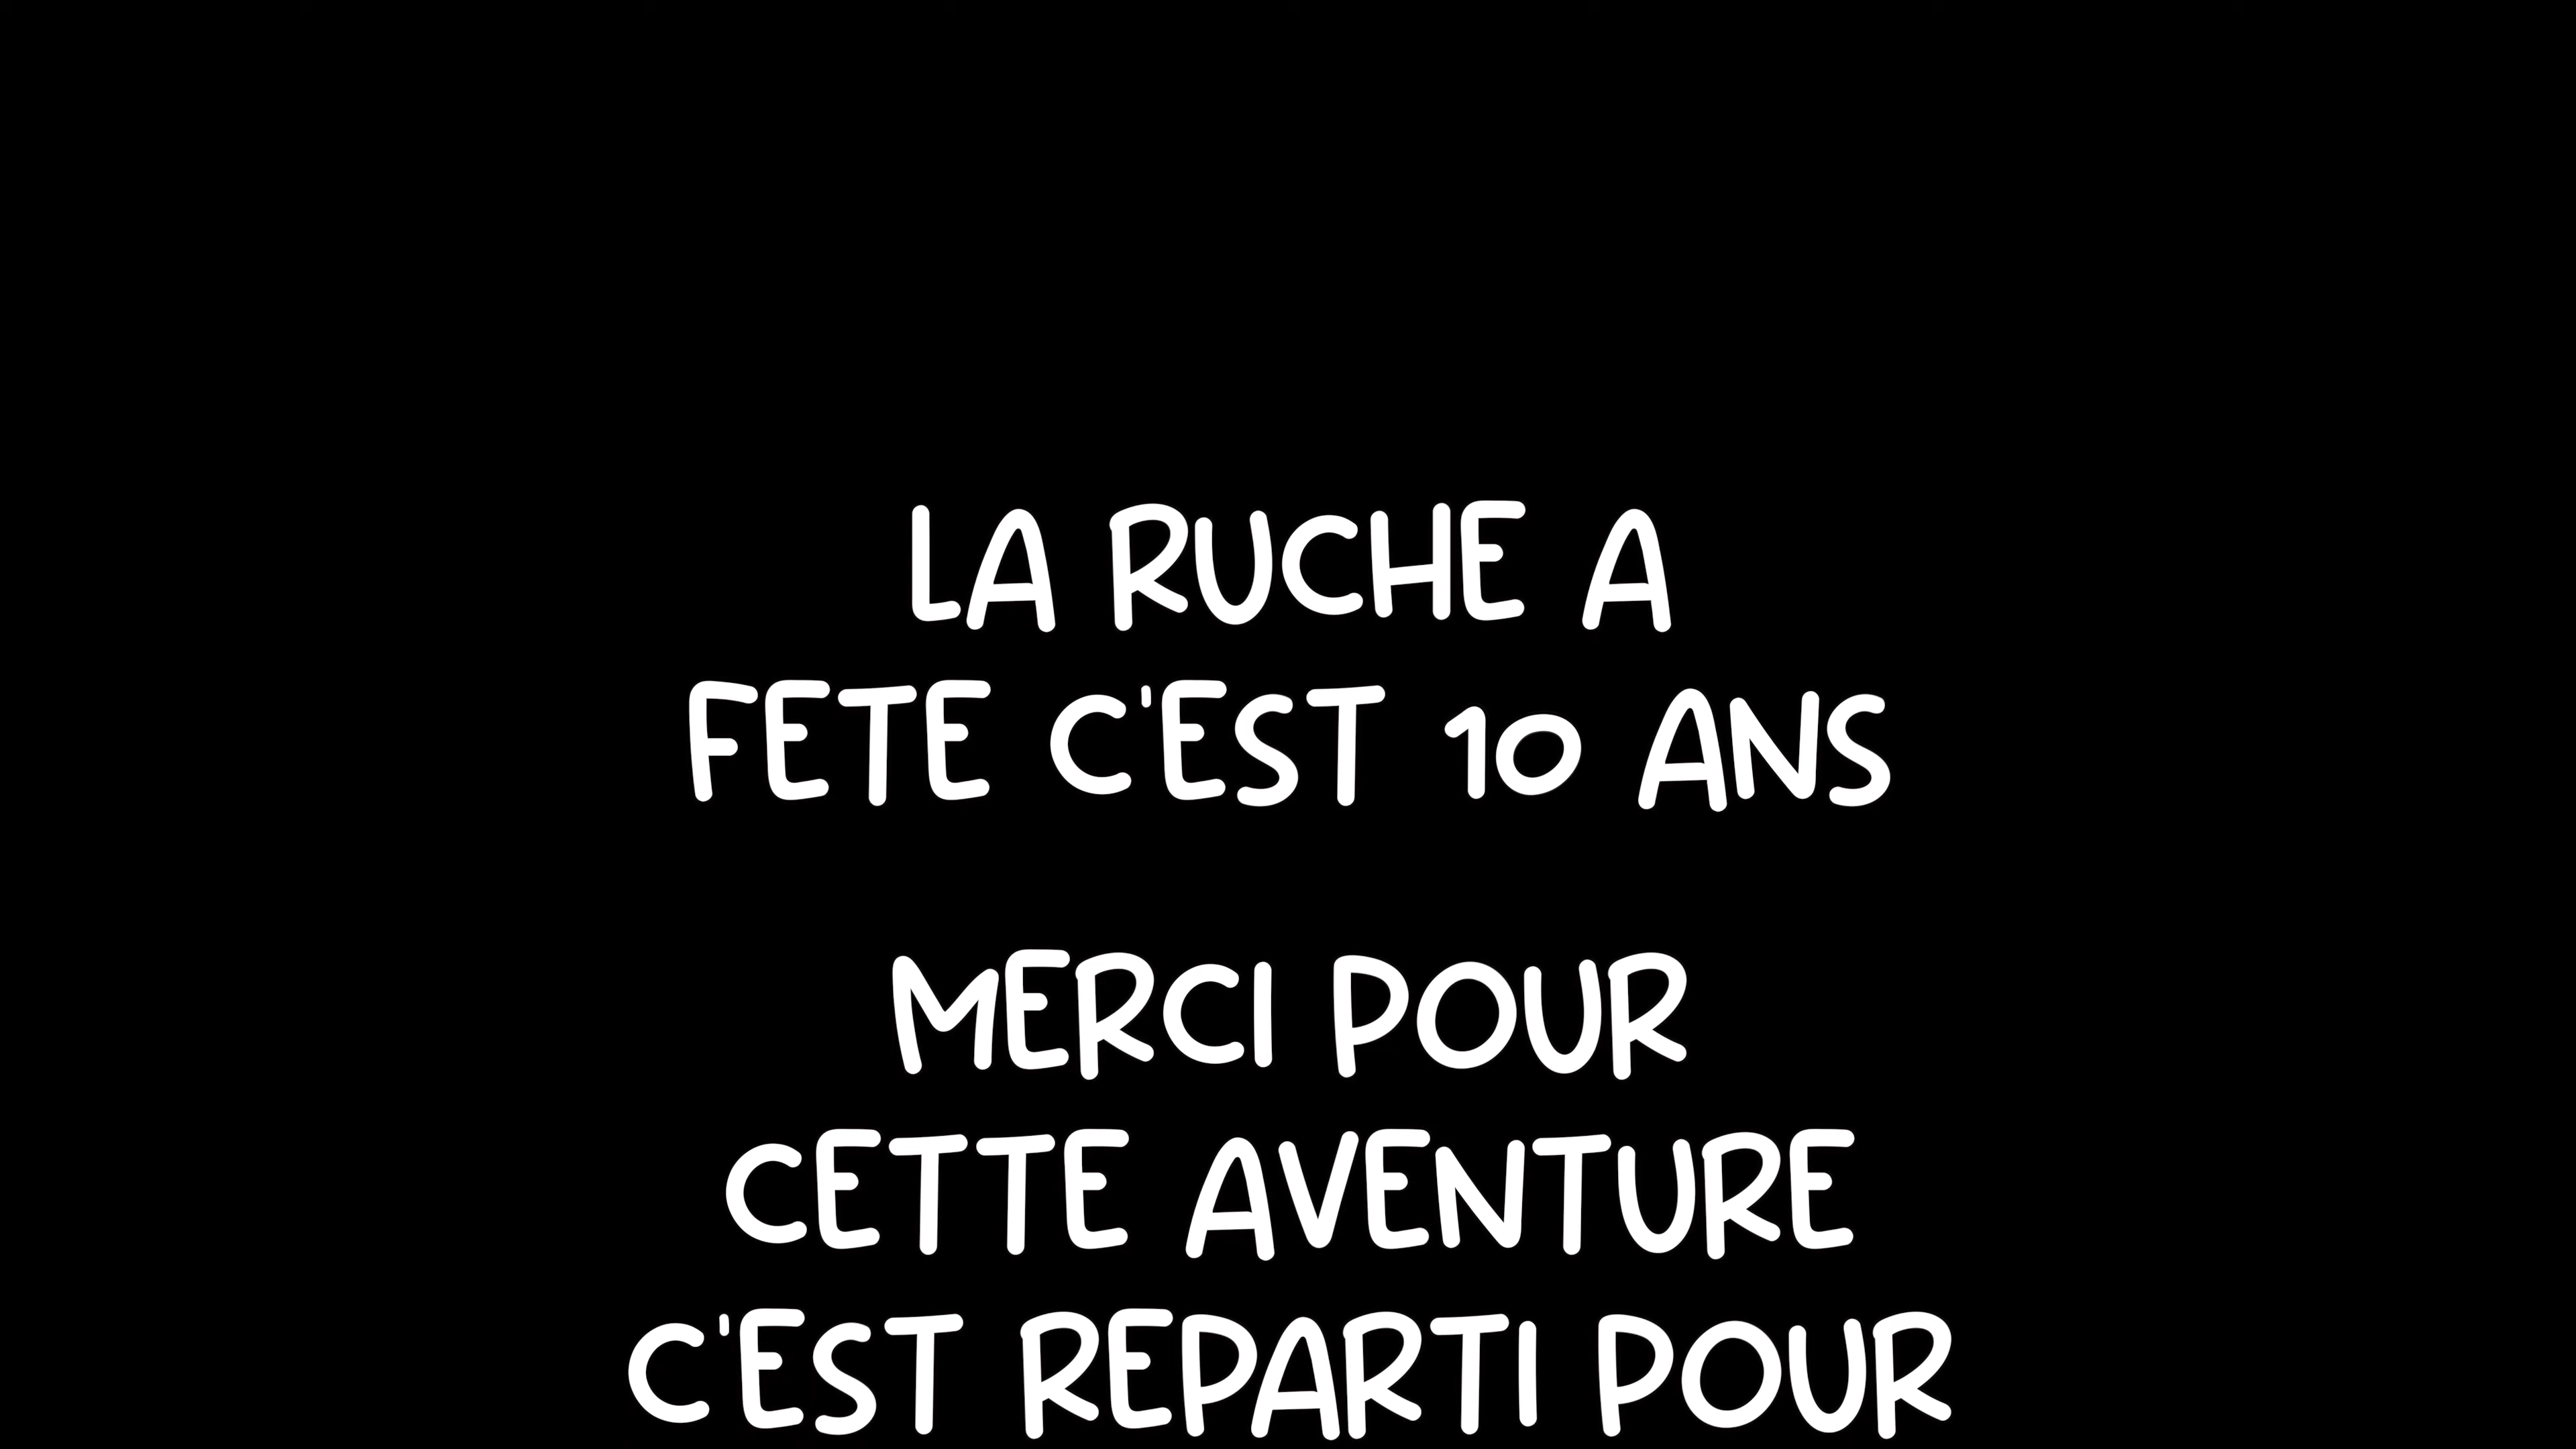 LA RUCHE A
FETE C'EST 10 ANS
MERCI POUR
CETTE AVENTURE
C'EST REPARTI POUR